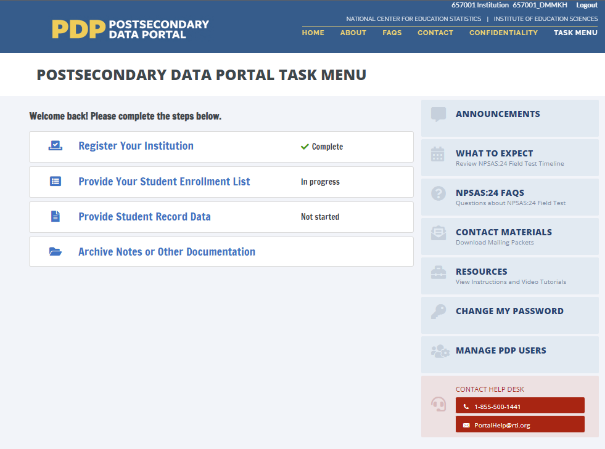 657001 Institution 657001_DMMKH Logout
PDP POSTSECONDARY
DATA PORTAL
NATIONAL CENTER FOR EDUCATION STATISTICS | INSTITUTE OF EDUCATION SCIENCES
HOME ABOUT FAQS CONTACT CONFIDENTIALITY TASK MENU
POSTSECONDARY DATA PORTAL TASK MENU
Welcome back! Please complete the steps below.
Register Your Institution Complete
Provide Your Student Enrollment List In progress
Provide Student Record Data Not started
Archive Notes or Other Documentation
ANNOUNCEMENTS
WHAT TO EXPECT
Review NPSAS:24 Field Test Timeline
NPSAS:24 FAQS
Questions about NPSAS:24 Field Test
CONTACT MATERIALS
Download Mailing Packets
RESOURCES
View Instructions and Video Tutorials
CHANGE MY PASSWORD
MANAGE PDP USERS
CONTACT HELP DESK
1-855-500-1441
PortalHelp@rti.org